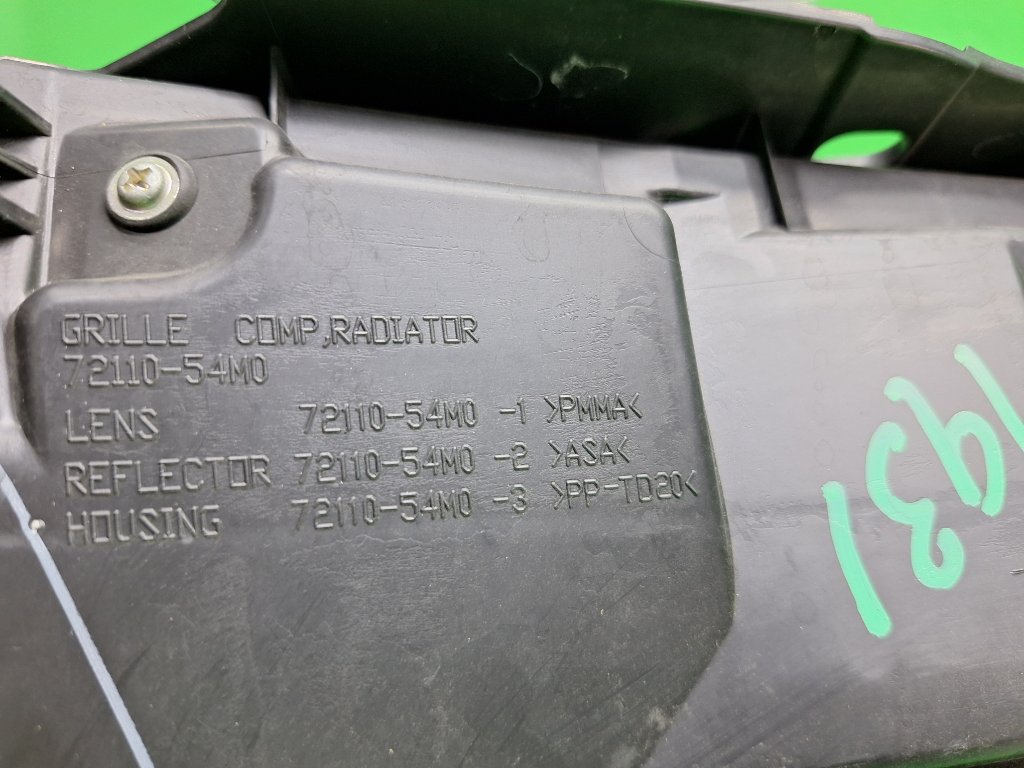 GRILLE COMP,RADIATOR
72110-54M0
LENS 72110-54M0 -1 >PMMA<
REFLECTOR 72110-54M0 -2 >ASA<
HOUSING 72110-54M0 -3 >PP-TD20<
1931